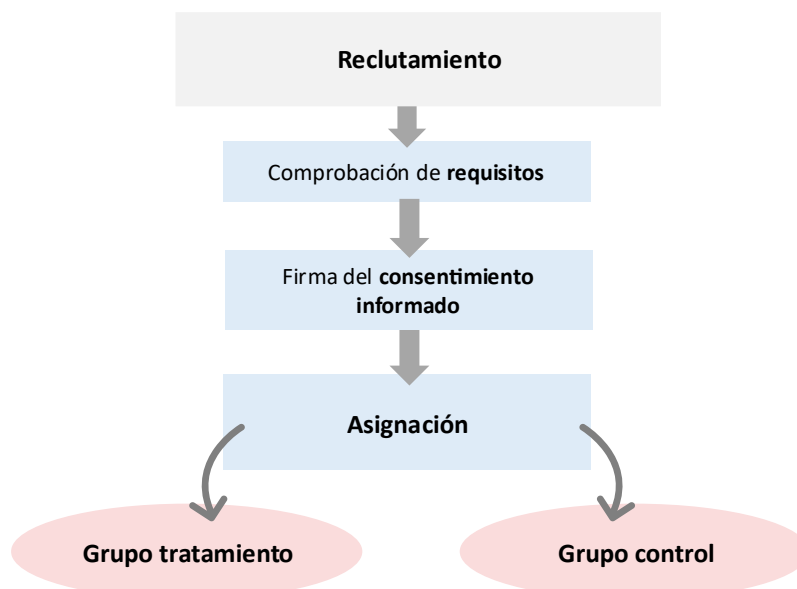 Reclutamiento
Comprobación de requisitos
Firma del consentimiento
informado
Asignación
Grupo tratamiento
Grupo control